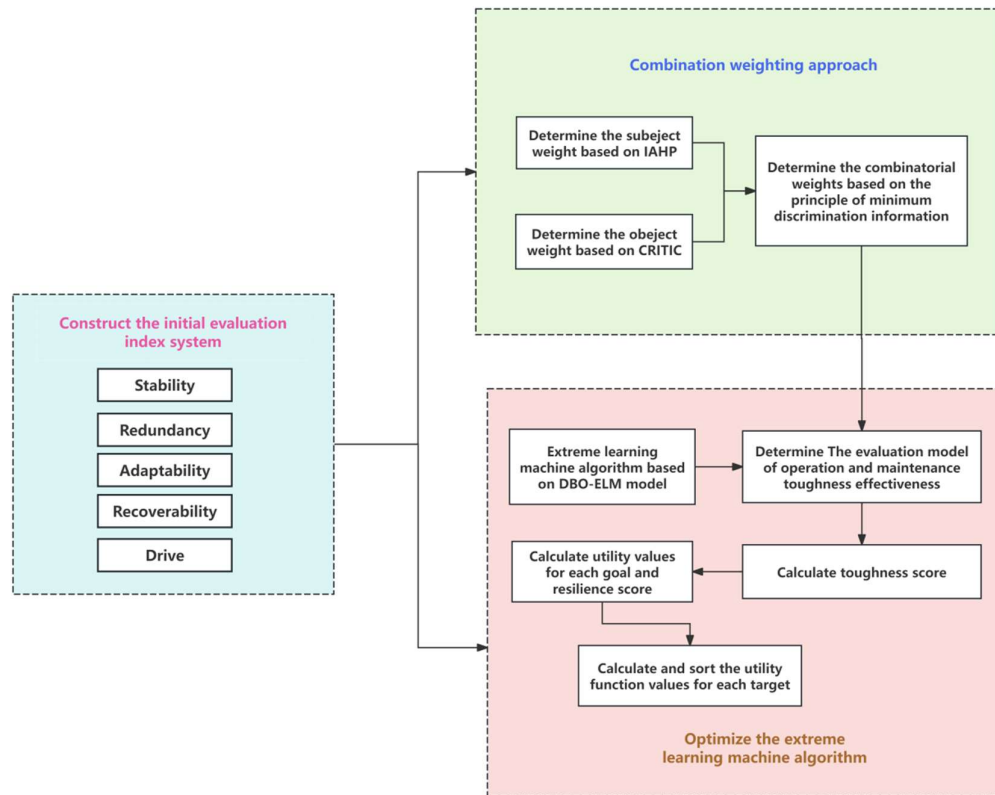 Combination weighting approach
Determine the subeject
weight based on IAHP
Determine the combinatorial
weights based on the
principle of minimum
discrimination information
Determine the obeject
weight based on CRITIC
Construct the initial evaluation
index system
Stability
Redundancy
Adaptability
Recoverability
Drive
Extreme learning
machine algorithm based
on DBO-ELM model
Determine The evaluation model
of operation and maintenance
toughness effectiveness
Calculate utility values
for each goal and
resilience score
Calculate toughness score
Calculate and sort the utility
function values for each target
Optimize the extreme
learning machine algorithm